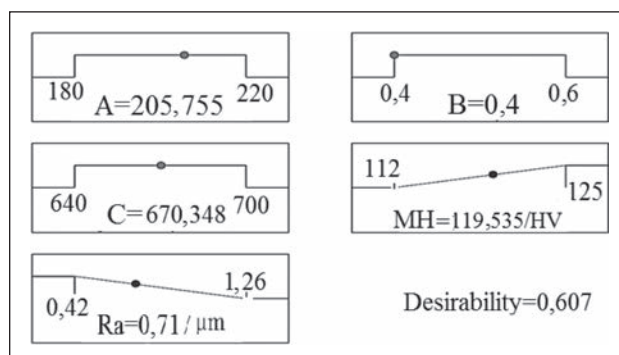 180 220
A=205,755
0,4 0,6
B=0,4
640 700
C=670,348
112
125
MH=119,535/HV
1,26
0,42
Ra=0,71/μm
Desirability=0,607